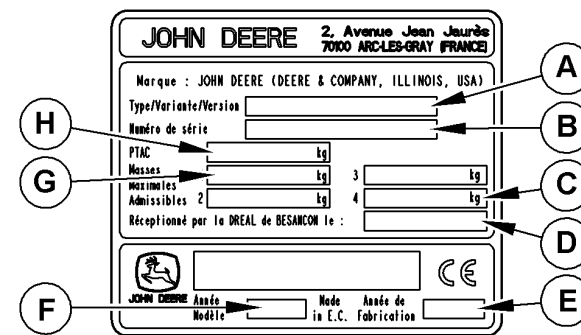 JOHN DEERE
2, Avenue Jean Jaurès
70100 ARC-LES-GRAY (FRANCE)
Marque : JOHN DEERE (DEERE & COMPANY, ILLINOIS, USA)
Type/Variante/Version
Numéro de série
PTAC kg
Masses kg 3 kg
Maximales
Admissibles 2 kg 4 kg
Réceptionné par la DREAL de BESANCON le :
JOHN DEERE
CE
Année Modèle
Made in E.C.
Année de Fabrication
A
B
C
D
E
F
G
H